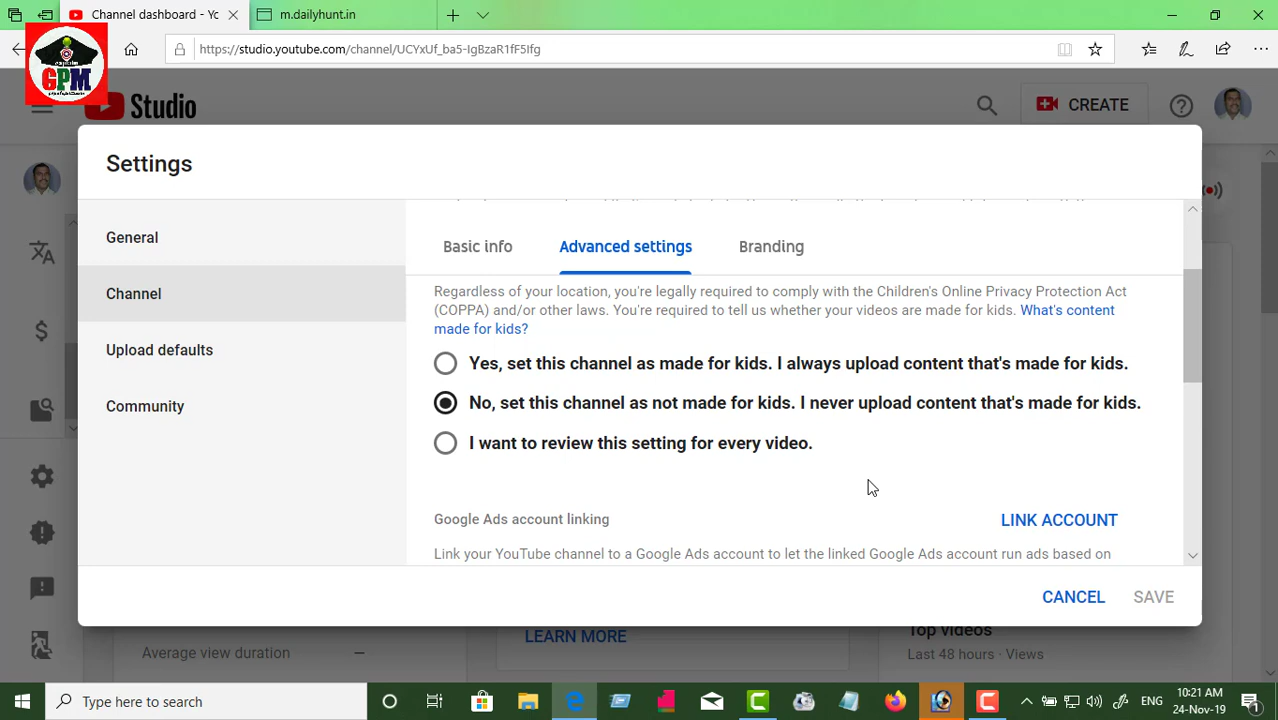 Channel dashboard - Yc
m.dailyhunt.in
https://studio.youtube.com/channel/UCYxUf_ba5-IgBzaR1fF5Ifg
GPM
Studio
CREATE
Settings
General
Channel
Upload defaults
Community
Basic info
Advanced settings
Branding
Regardless of your location, you're legally required to comply with the Children's Online Privacy Protection Act
(COPPA) and/or other laws. You're required to tell us whether your videos are made for kids. What's content
made for kids?
Yes, set this channel as made for kids. I always upload content that's made for kids.
No, set this channel as not made for kids. I never upload content that's made for kids.
I want to review this setting for every video.
Google Ads account linking
LINK ACCOUNT
Link your YouTube channel to a Google Ads account to let the linked Google Ads account run ads based on
CANCEL
SAVE
LEARN MORE
Top videos
Average view duration —
Last 48 hours · Views
Type here to search
ENG
10:21 AM
24-Nov-19
1